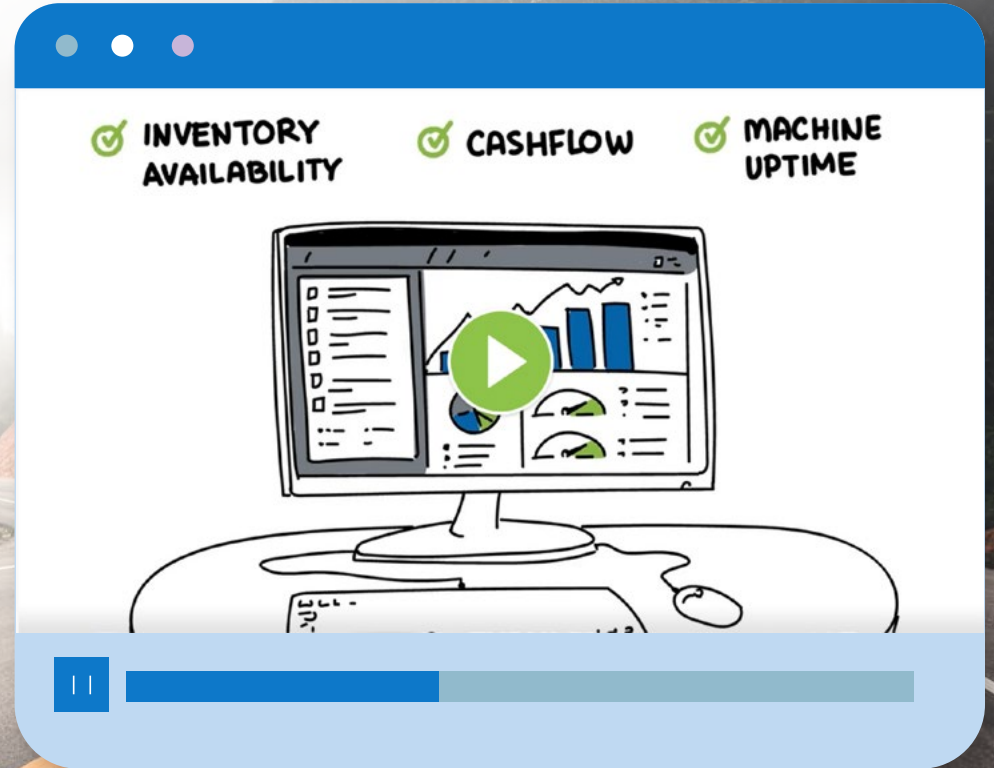 INVENTORY
AVAILABILITY
CASHFLOW
MACHINE
UPTIME